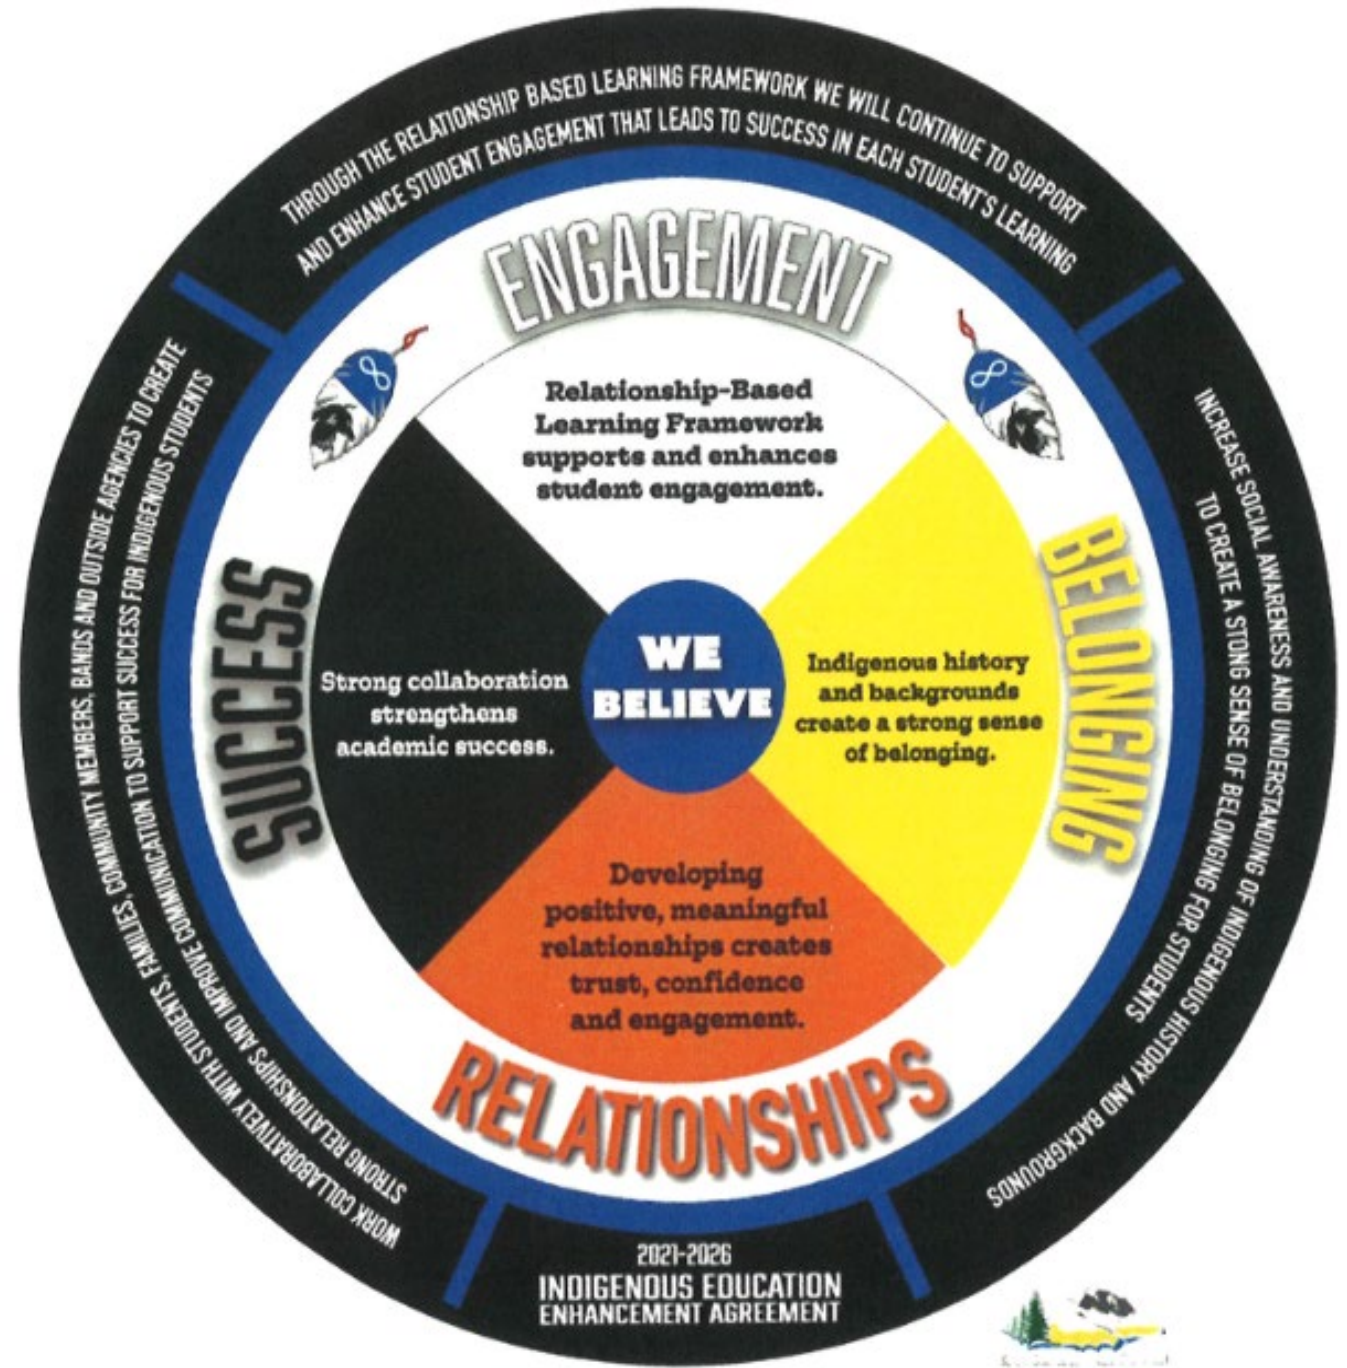 THROUGH THE RELATIONSHIP BASED LEARNING FRAMEWORK WE WILL CONTINUE TO SUPPORT
AND ENHANCE STUDENT ENGAGEMENT THAT LEADS TO SUCCESS IN EACH STUDENT'S LEARNING
ENGAGEMENT
Relationship-Based
Learning Framework
supports and enhances
student engagement.
INCREASE SOCIAL AWARENESS AND UNDERSTANDING OF INDIGENOUS HISTORY AND BACKGROUNDS
TO CREATE A STONG SENSE OF BELONGING FOR STUDENTS
BELONGING
Indigenous history
and backgrounds
create a strong sense
of belonging.
WE
BELIEVE
SUCCESS
Strong collaboration
strengthens
academic success.
WORK COLLABORATIVELY WITH STUDENTS, FAMILIES, COMMUNITY MEMBERS, BANDS AND OUTSIDE AGENCIES TO CREATE
STRONG RELATIONSHIPS AND IMPROVE COMMUNICATION TO SUPPORT SUCCESS FOR INDIGENOUS STUDENTS
Developing
positive, meaningful
relationships creates
trust, confidence
and engagement.
RELATIONSHIPS
2021-2026
INDIGENOUS EDUCATION
ENHANCEMENT AGREEMENT